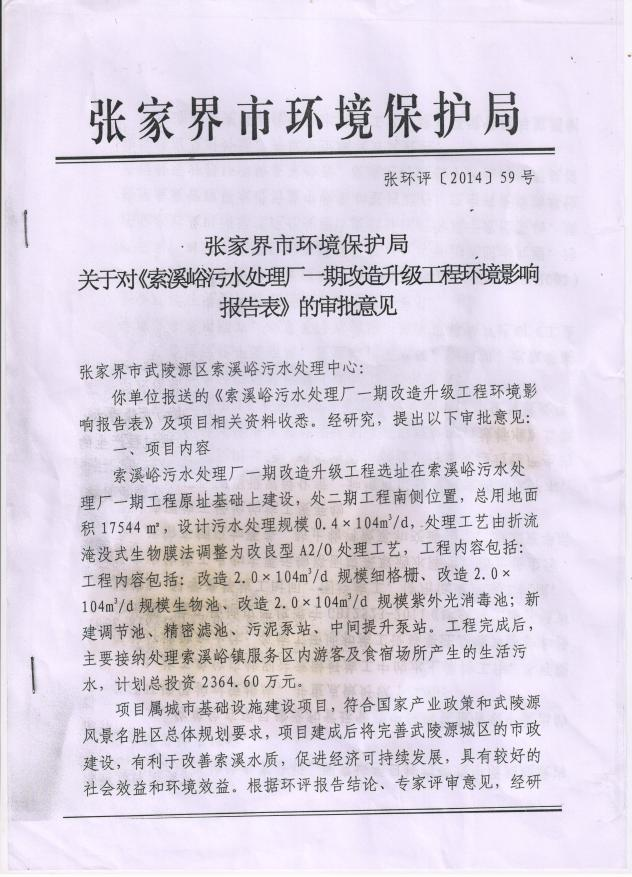 张家界市环境保护局
张环评〔2014〕59号
张家界市环境保护局
关于对《索溪峪污水处理厂一期改造升级工程环境影响
报告表》的审批意见
张家界市武陵源区索溪峪污水处理中心：
你单位报送的《索溪峪污水处理厂一期改造升级工程环境影
响报告表》及项目相关资料收悉。经研究，提出以下审批意见：
一、项目内容
索溪峪污水处理厂一期改造升级工程选址在索溪峪污水处
理厂一期工程原址基础上建设，处二期工程南侧位置，总用地面
积17544㎡，设计污水处理规模0.4×104m³/d，处理工艺由折流
淹没式生物膜法调整为改良型A2/O处理工艺，工程内容包括：
工程内容包括：改造2.0×104m³/d 规模细格栅、改造2.0×
104m³/d 规模生物池、改造2.0×104m³/d 规模紫外光消毒池；新
建调节池、精密滤池、污泥泵站、中间提升泵站。工程完成后，
主要接纳处理索溪峪镇服务区内游客及食宿场所产生的生活污
水，计划总投资2364.60万元。
项目属城市基础设施建设项目，符合国家产业政策和武陵源
风景名胜区总体规划要求，项目建成后将完善武陵源城区的市政
建设，有利于改善索溪水质，促进经济可持续发展，具有较好的
社会效益和环境效益。根据环评报告结论、专家评审意见，经研